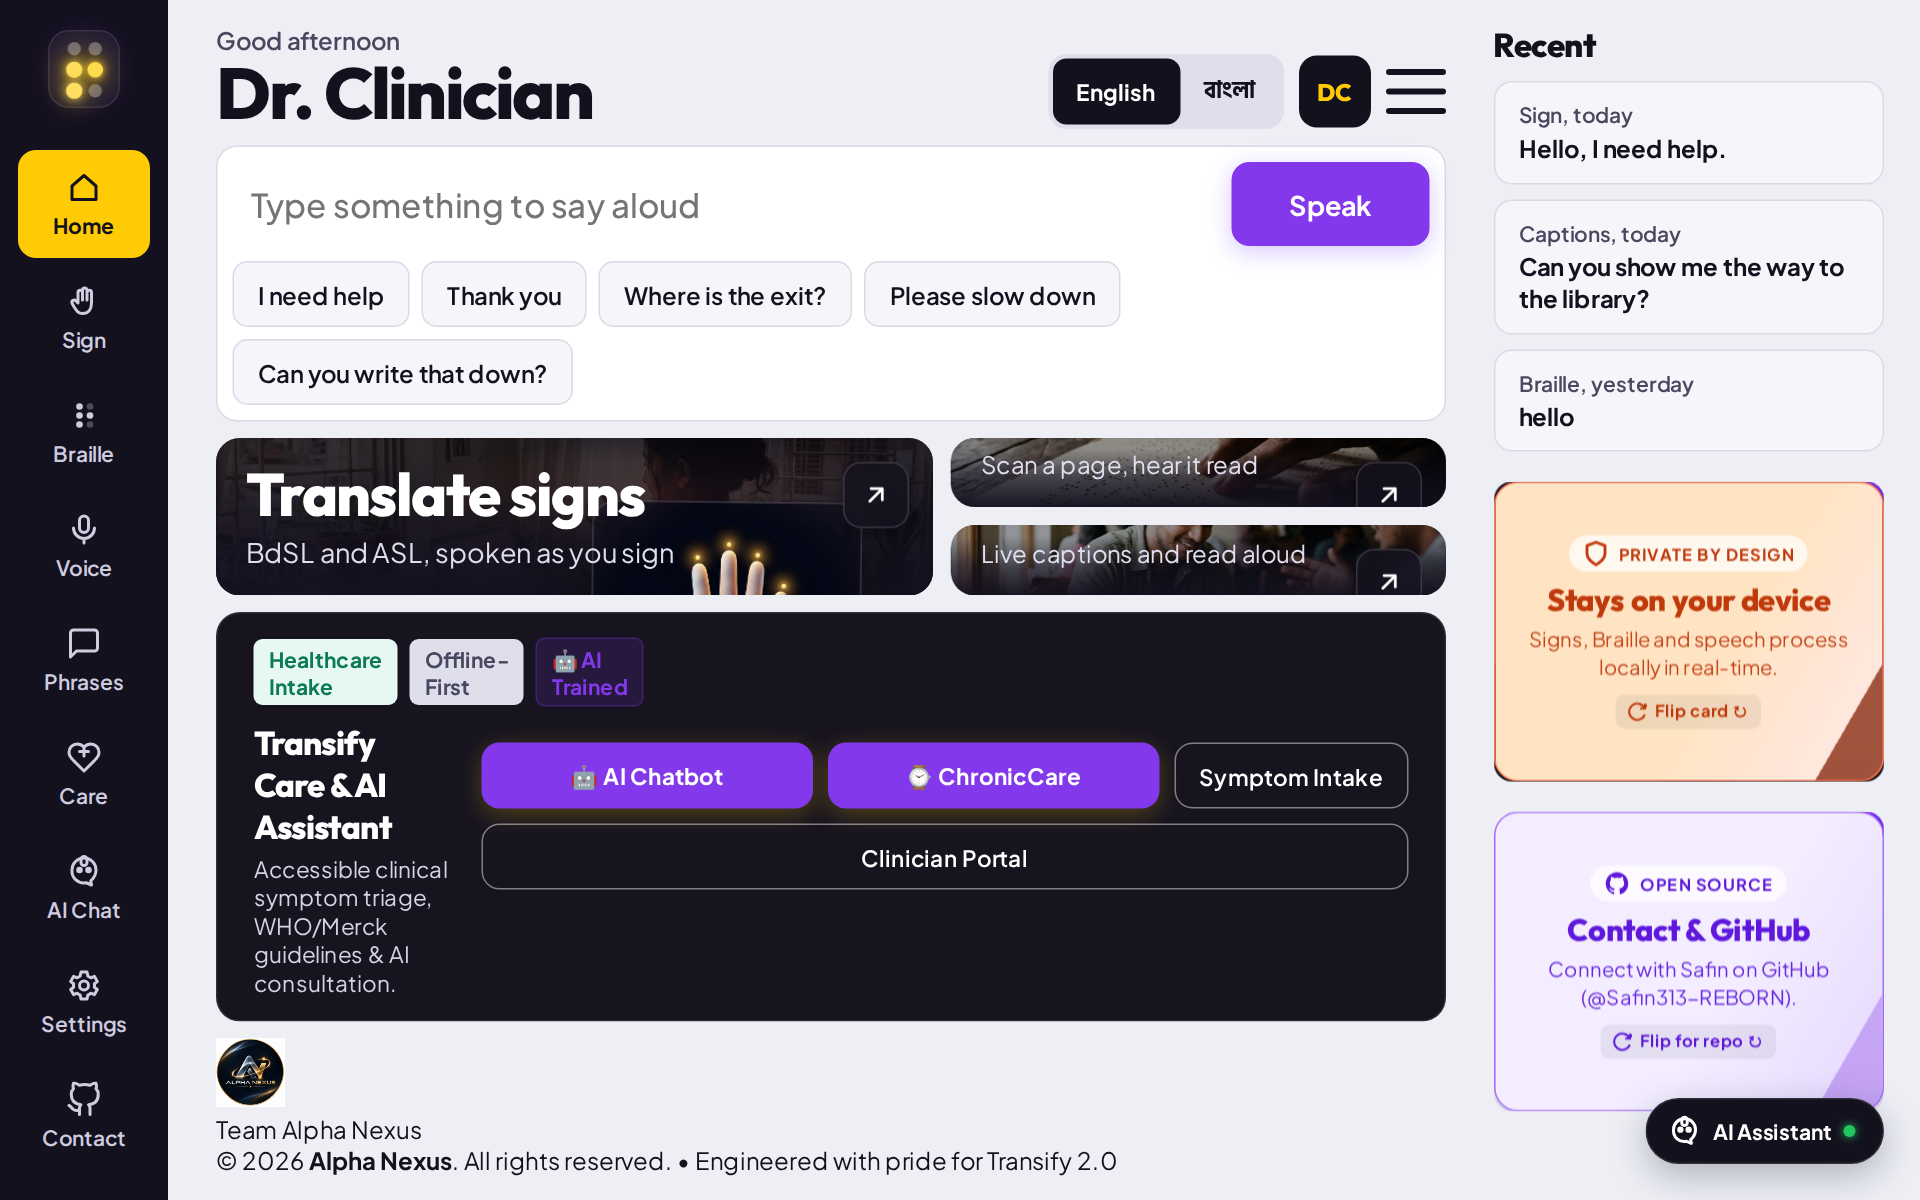 Home
Sign
Braille
Voice
Phrases
Care
AI Chat
Settings
Contact
Good afternoon
Dr. Clinician
English
বাংলা
DC
Type something to say aloud
Speak
I need help
Thank you
Where is the exit?
Please slow down
Can you write that down?
Translate signs
BdSL and ASL, spoken as you sign
Scan a page, hear it read
Live captions and read aloud
Healthcare
Intake
Offline-
First
🤖 AI
Trained
Transify
Care & AI
Assistant
Accessible clinical
symptom triage,
WHO/Merck
guidelines & AI
consultation.
🤖 AI Chatbot
⌚ ChronicCare
Symptom Intake
Clinician Portal
ALPHA NEXUS
Team Alpha Nexus
© 2026 Alpha Nexus. All rights reserved. • Engineered with pride for Transify 2.0
Recent
Sign, today
Hello, I need help.
Captions, today
Can you show me the way to
the library?
Braille, yesterday
hello
PRIVATE BY DESIGN
Stays on your device
Signs, Braille and speech process
locally in real-time.
Flip card ↻
OPEN SOURCE
Contact & GitHub
Connect with Safin on GitHub
(@Safin313-REBORN).
Flip for repo ↻
AI Assistant